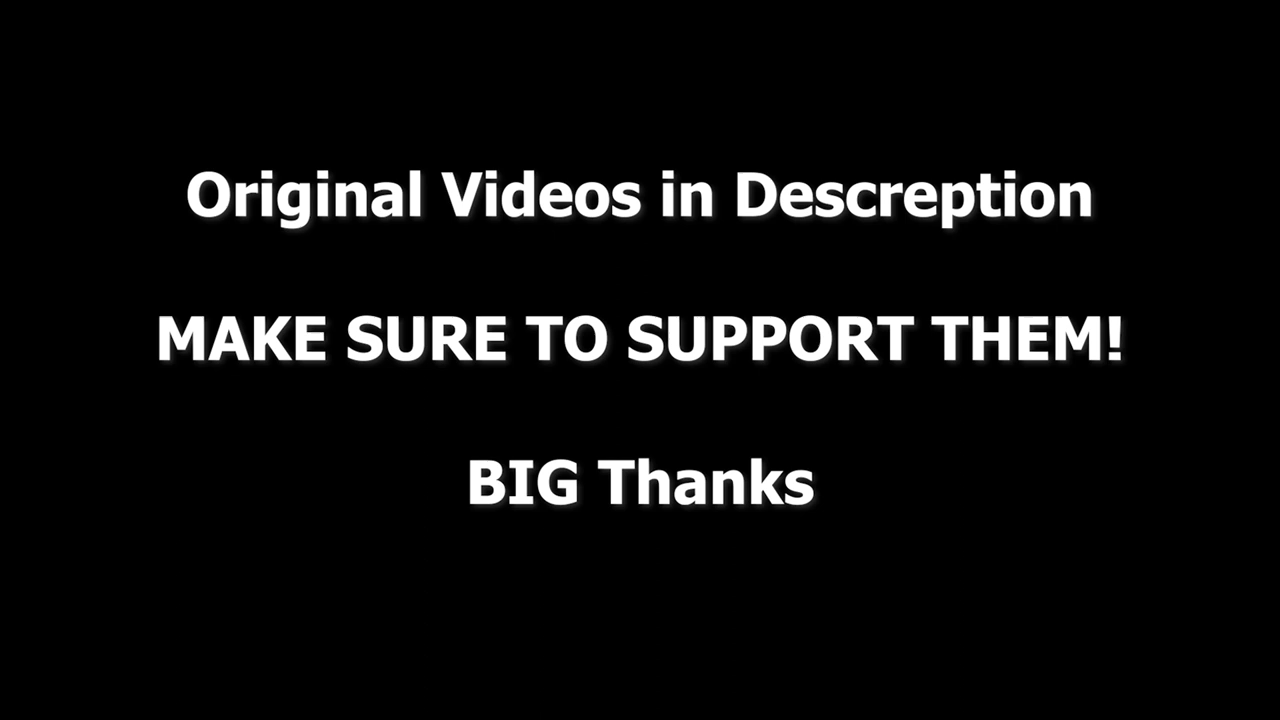 Original Videos in Descreption
MAKE SURE TO SUPPORT THEM!
BIG Thanks